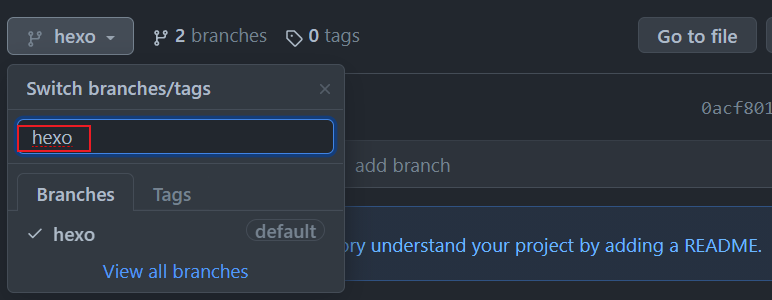 hexo 2 branches 0 tags Go to file
Switch branches/tags
0acf801
hexo
add branch
Branches Tags
hexo default
ory understand your project by adding a README.
View all branches